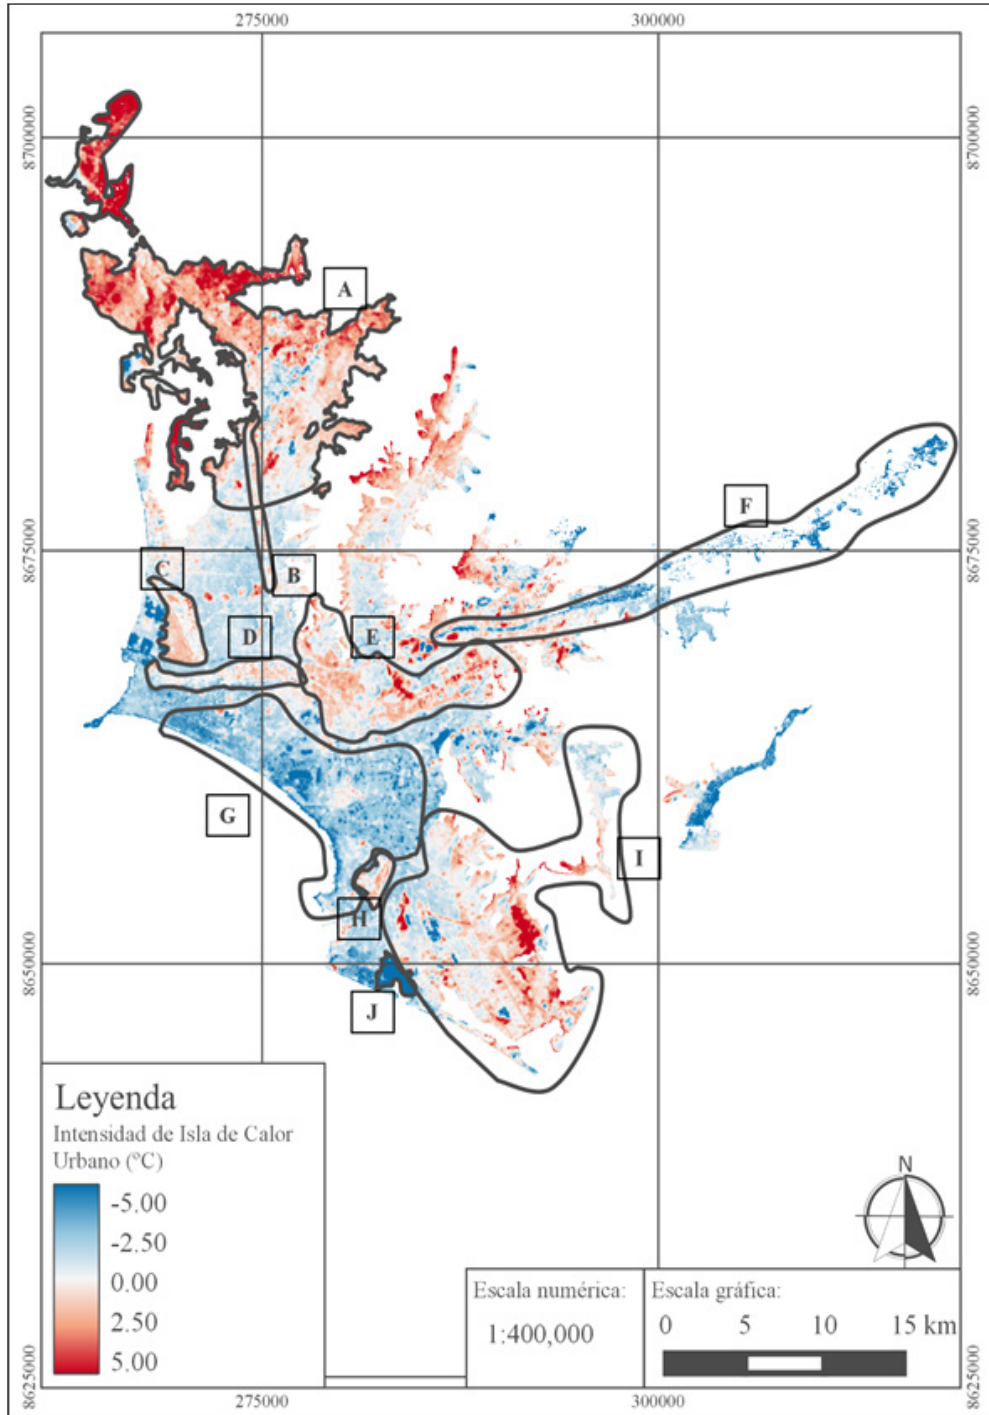 275000 300000
8700000 8700000
A
F
8675000 8675000
C B
D E
G
I
H
8650000 8650000
J
Leyenda
Intensidad de Isla de Calor
Urbano (°C)
-5.00
-2.50
0.00
2.50
5.00
N
Escala numérica:
1:400,000
Escala gráfica:
0 5 10 15 km
8625000 8625000
275000 300000